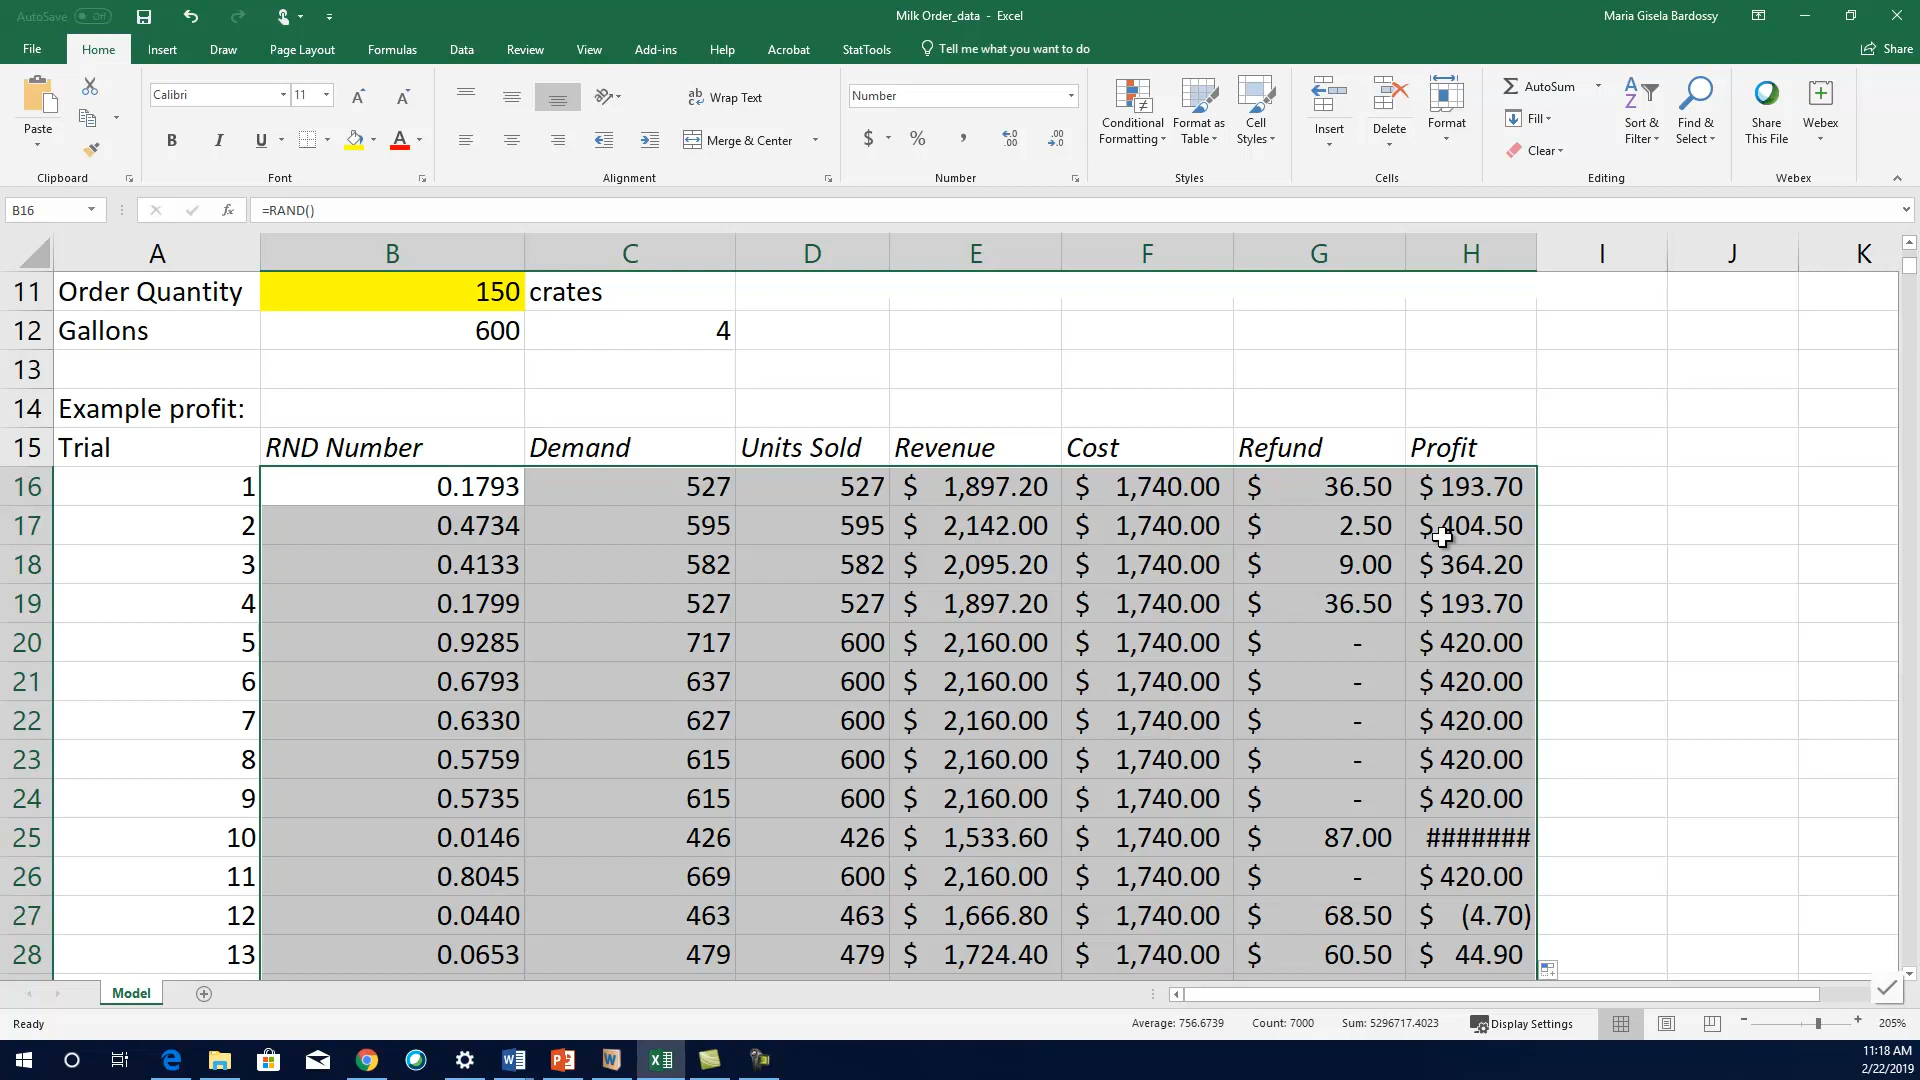 AutoSave Off
Milk Order_data - Excel
Maria Gisela Bardossy
File Home Insert Draw Page Layout Formulas Data Review View Add-ins Help Acrobat StatTools Tell me what you want to do Share
Paste
Clipboard
Calibri 11
B I U A
Font
Wrap Text
Merge & Center
Alignment
Number
$ % ,
Number
Conditional Formatting
Format as Table
Cell Styles
Styles
Insert
Delete
Format
Cells
AutoSum
Fill
Clear
Sort & Filter
Find & Select
Editing
Share This File
Webex
Webex
B16 fx =RAND()
A B C D E F G H I J K
11 Order Quantity 150 crates
12 Gallons 600 4
13
14 Example profit:
15 Trial RND Number Demand Units Sold Revenue Cost Refund Profit
16 1 0.1793 527 527 $ 1,897.20 $ 1,740.00 $ 36.50 $ 193.70
17 2 0.4734 595 595 $ 2,142.00 $ 1,740.00 $ 2.50 $ 404.50
18 3 0.4133 582 582 $ 2,095.20 $ 1,740.00 $ 9.00 $ 364.20
19 4 0.1799 527 527 $ 1,897.20 $ 1,740.00 $ 36.50 $ 193.70
20 5 0.9285 717 600 $ 2,160.00 $ 1,740.00 $ - $ 420.00
21 6 0.6793 637 600 $ 2,160.00 $ 1,740.00 $ - $ 420.00
22 7 0.6330 627 600 $ 2,160.00 $ 1,740.00 $ - $ 420.00
23 8 0.5759 615 600 $ 2,160.00 $ 1,740.00 $ - $ 420.00
24 9 0.5735 615 600 $ 2,160.00 $ 1,740.00 $ - $ 420.00
25 10 0.0146 426 426 $ 1,533.60 $ 1,740.00 $ 87.00 #######
26 11 0.8045 669 600 $ 2,160.00 $ 1,740.00 $ - $ 420.00
27 12 0.0440 463 463 $ 1,666.80 $ 1,740.00 $ 68.50 $ (4.70)
28 13 0.0653 479 479 $ 1,724.40 $ 1,740.00 $ 60.50 $ 44.90
Model
Ready
Average: 756.6739 Count: 7000 Sum: 5296717.4023 Display Settings 205%
11:18 AM
2/22/2019